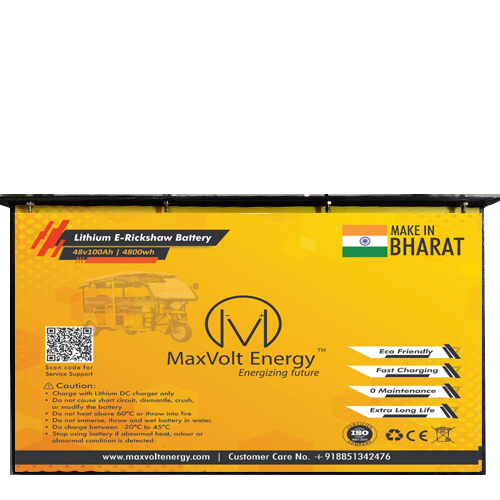 Lithium E-Rickshaw Battery
48v100Ah | 4800wh
MAKE IN
BHARAT
MaxVolt Energy™
Energizing future
Scan code for
Service Support
Eco Friendly
Fast Charging
0 Maintenance
Extra Long Life
⚠ Caution:
• Charge with Lithium DC charger only
• Do not cause short circuit, dismantle, crush,
or modify the battery
• Do not heat above 60°C or throw into fire
• Do not immerse, throw and wet battery in water.
• Do charge between -20°C to 45°C
• Stop using battery if abnormal heat, odour or
abnormal condition is detected
ISO
CE
www.maxvoltenergy.com | Customer Care No. +918851342476